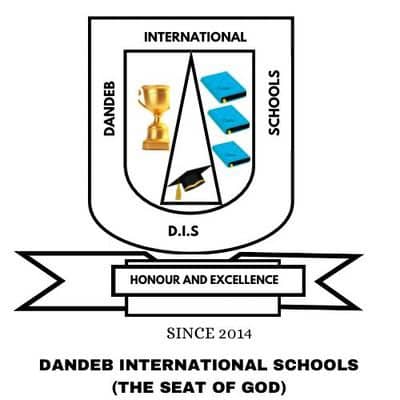 INTERNATIONAL
DANDEB
SCHOOLS
D.I.S
HONOUR AND EXCELLENCE
SINCE 2014
DANDEB INTERNATIONAL SCHOOLS
(THE SEAT OF GOD)